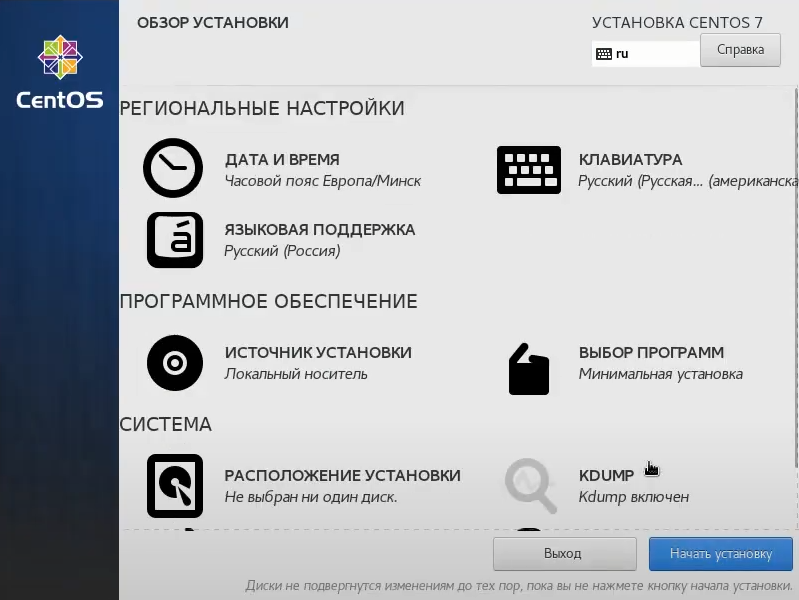 ОБЗОР УСТАНОВКИ
УСТАНОВКА CENTOS 7
ru
Справка
CentOS
РЕГИОНАЛЬНЫЕ НАСТРОЙКИ
ДАТА И ВРЕМЯ
Часовой пояс Европа/Минск
КЛАВИАТУРА
Русский (Русская... (американска
á
ЯЗЫКОВАЯ ПОДДЕРЖКА
Русский (Россия)
ПРОГРАММНОЕ ОБЕСПЕЧЕНИЕ
ИСТОЧНИК УСТАНОВКИ
Локальный носитель
ВЫБОР ПРОГРАММ
Минимальная установка
СИСТЕМА
РАСПОЛОЖЕНИЕ УСТАНОВКИ
Не выбран ни один диск.
KDUMP
Kdump включен
Выход
Начать установку
Диски не подвергнутся изменениям до тех пор, пока вы не нажмете кнопку начала установки.